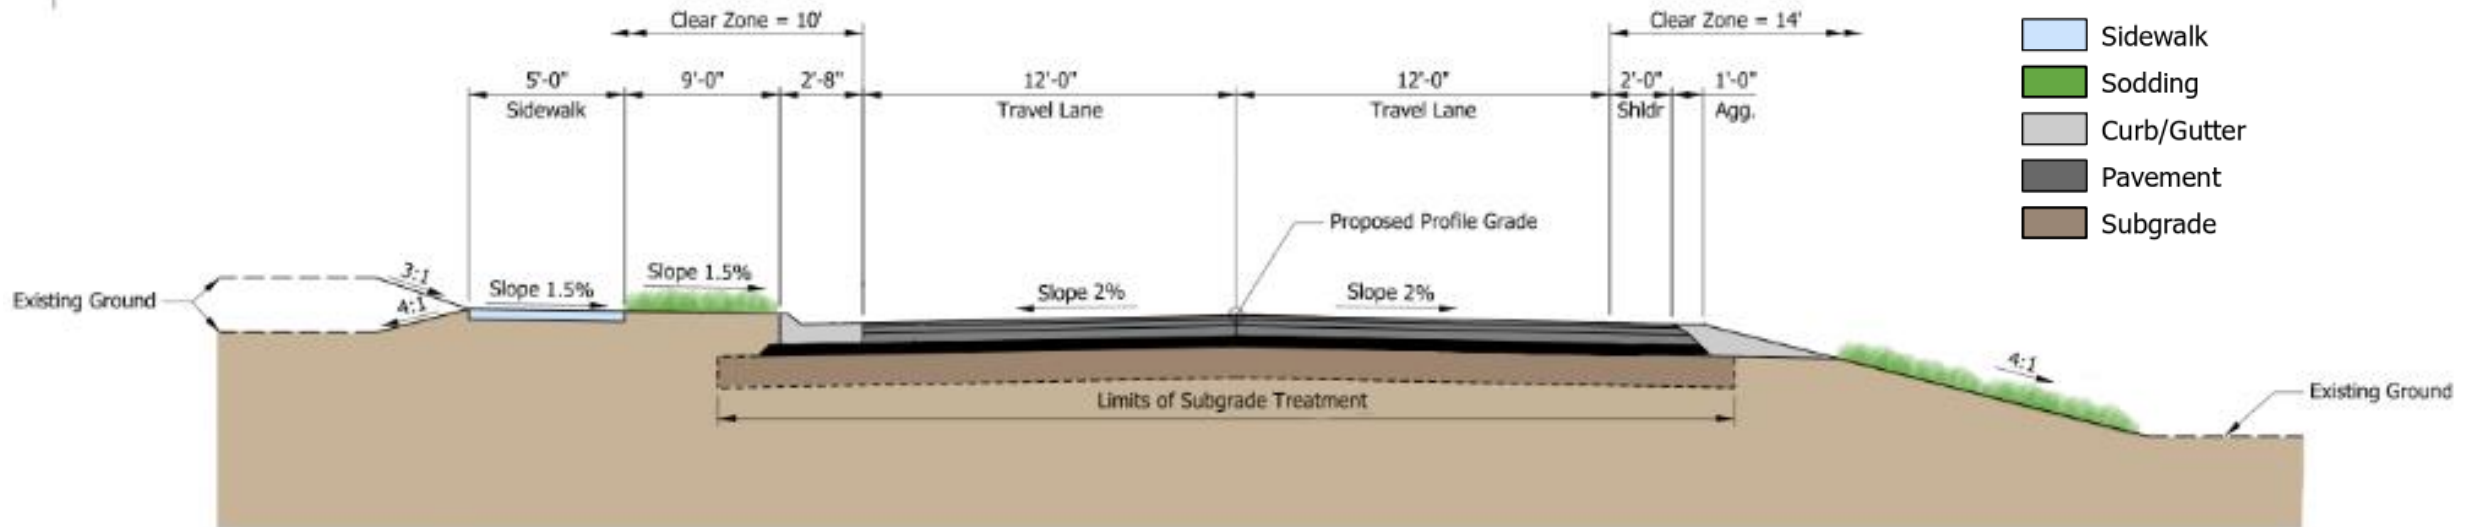 Clear Zone = 10'
Clear Zone = 14'
Sidewalk
Sodding
Curb/Gutter
Pavement
Subgrade
5'-0"
9'-0"
2'-8"
12'-0"
12'-0"
2'-0"
1'-0"
Sidewalk
Travel Lane
Travel Lane
Shldr
Agg.
Proposed Profile Grade
Existing Ground
3:1
4:1
Slope 1.5%
Slope 1.5%
Slope 2%
Slope 2%
4:1
Limits of Subgrade Treatment
Existing Ground